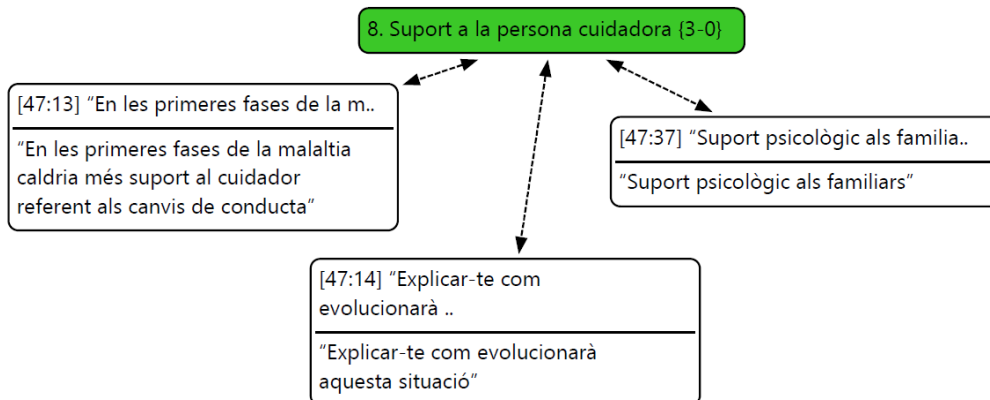 8. Suport a la persona cuidadora {3-0}
[47:13] “En les primeres fases de la m..
“En les primeres fases de la malaltia
caldria més suport al cuidador
referent als canvis de conducta”
[47:37] “Suport psicològic als familia..
“Suport psicològic als familiars”
[47:14] “Explicar-te com
evolucionarà ..
“Explicar-te com evolucionarà
aquesta situació”